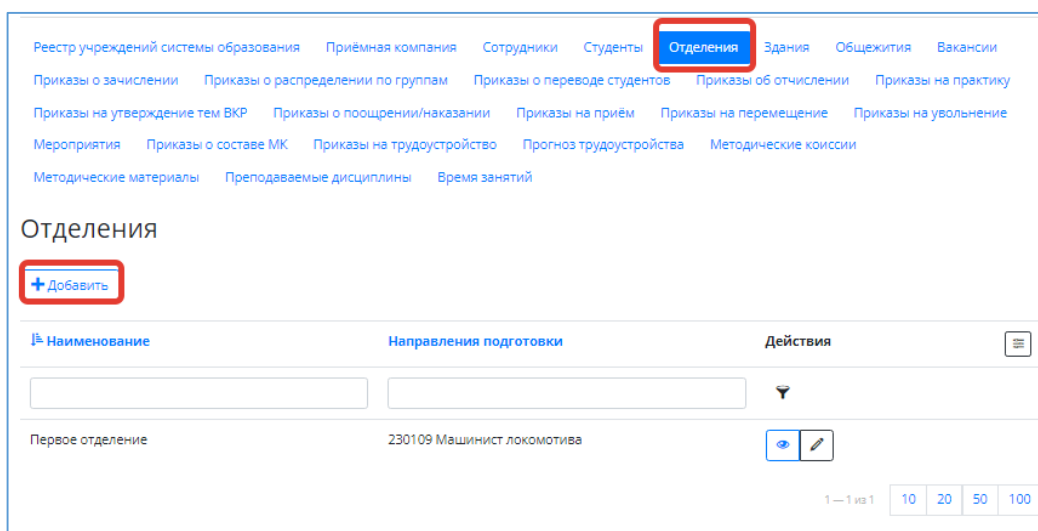 Реестр учреждений системы образования Приёмная компания Сотрудники Студенты Отделения Здания Общежития Вакансии
Приказы о зачислении Приказы о распределении по группам Приказы о переводе студентов Приказы об отчислении Приказы на практику
Приказы на утверждение тем ВКР Приказы о поощрении/наказании Приказы на приём Приказы на перемещение Приказы на увольнение
Мероприятия Приказы о составе МК Приказы на трудоустройство Прогноз трудоустройства Методические коиссии
Методические материалы Преподаваемые дисциплины Время занятий
Отделения
+ Добавить
Наименование Направления подготовки Действия
Первое отделение 230109 Машинист локомотива
1 — 1 из 1 10 20 50 100